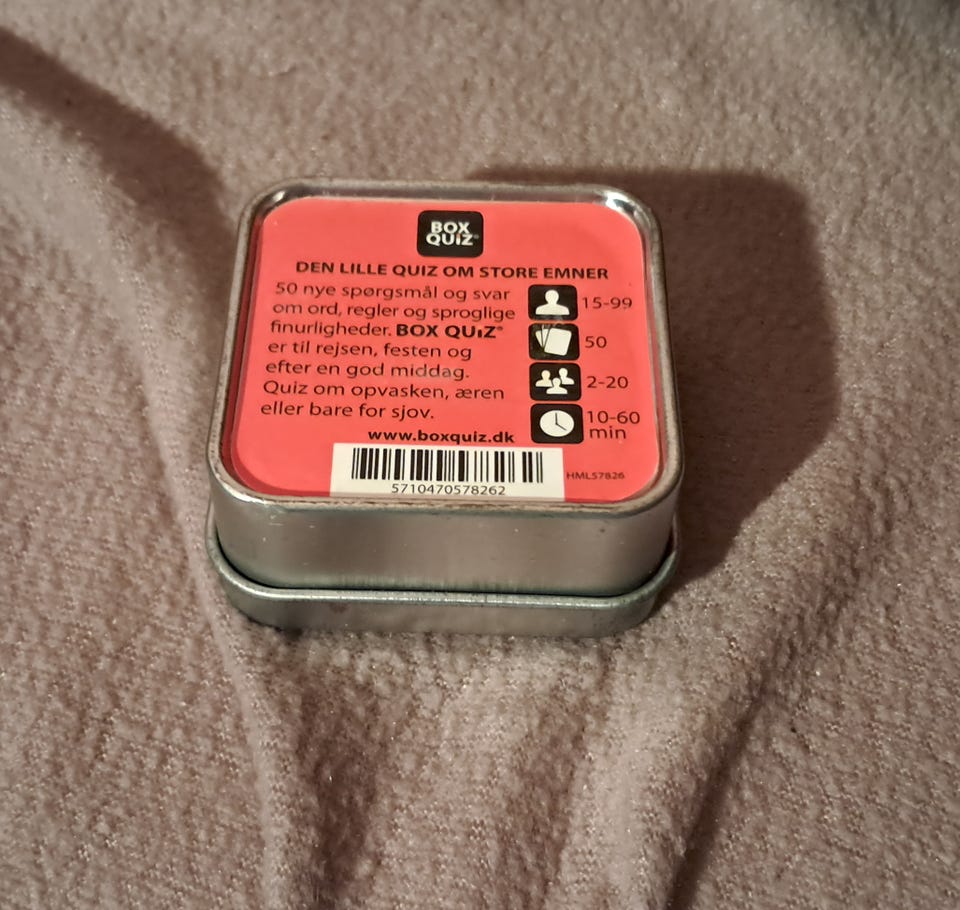 BOX
QUIZ®
DEN LILLE QUIZ OM STORE EMNER
50 nye spørgsmål og svar
om ord, regler og sproglige
finurligheder. BOX QUIZ®
er til rejsen, festen og
efter en god middag.
Quiz om opvasken, æren
eller bare for sjov.
www.boxquiz.dk
15-99
50
2-20
10-60
min
5710470578262
HML57826